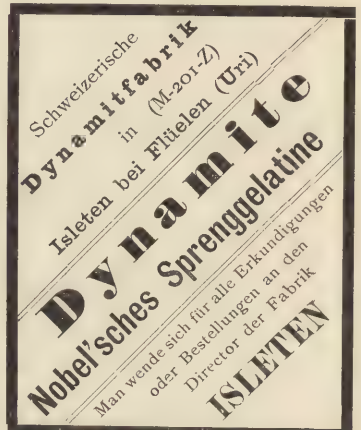 Schweizerische
Dynamitfabrik
in (M-201-Z)
Isleten bei Flüelen (Uri)
Dynamite
Nobel'sches Sprenggelatine
Man wende sich für alle Erkundigungen
oder Bestellungen an den
Director der Fabrik
ISLETEN